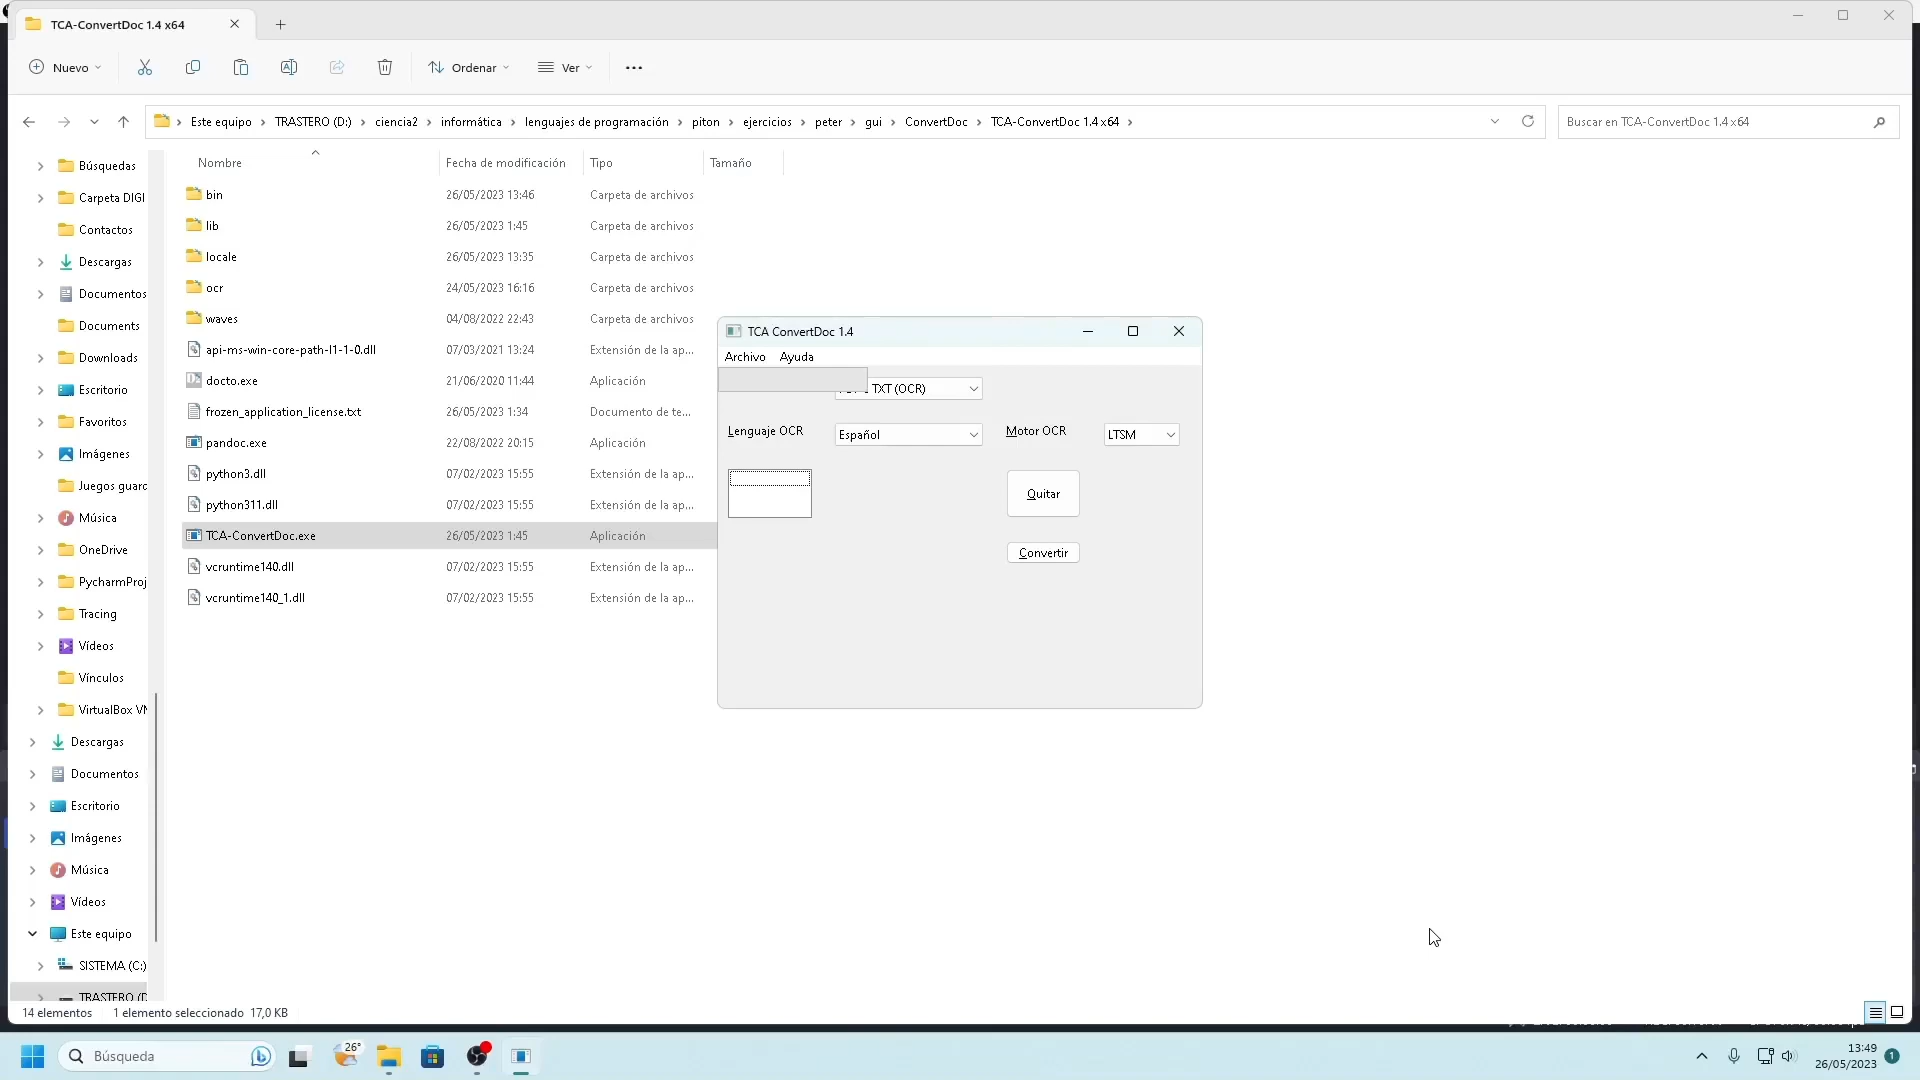 TCA-ConvertDoc 1.4 x64
Nuevo
Ordenar
Ver
Este equipo
TRASTERO (D:)
ciencia2
informática
lenguajes de programación
piton
ejercicios
peter
gui
ConvertDoc
TCA-ConvertDoc 1.4 x64
Buscar en TCA-ConvertDoc 1.4 x64
Búsquedas
Carpeta DIGI
Contactos
Descargas
Documentos
Documents
Downloads
Escritorio
Favoritos
Imágenes
Juegos guard
Música
OneDrive
PycharmProj
Tracing
Vídeos
Vínculos
VirtualBox VM
Descargas
Documentos
Escritorio
Imágenes
Música
Vídeos
Este equipo
SISTEMA (C:)
TRASTERO (D
Nombre Fecha de modificación Tipo Tamaño
bin 26/05/2023 13:46 Carpeta de archivos
lib 26/05/2023 1:45 Carpeta de archivos
locale 26/05/2023 13:35 Carpeta de archivos
ocr 24/05/2023 16:16 Carpeta de archivos
waves 04/08/2022 22:43 Carpeta de archivos
api-ms-win-core-path-l1-1-0.dll 07/03/2021 13:24 Extensión de la ap...
docto.exe 21/06/2020 11:44 Aplicación
frozen_application_license.txt 26/05/2023 1:34 Documento de te...
pandoc.exe 22/08/2022 20:15 Aplicación
python3.dll 07/02/2023 15:55 Extensión de la ap...
python311.dll 07/02/2023 15:55 Extensión de la ap...
TCA-ConvertDoc.exe 26/05/2023 1:45 Aplicación
vcruntime140.dll 07/02/2023 15:55 Extensión de la ap...
vcruntime140_1.dll 07/02/2023 15:55 Extensión de la ap...
TCA ConvertDoc 1.4
Archivo Ayuda
TXT (OCR)
Lenguaje OCR Español Motor OCR LTSM
Quitar
Convertir
14 elementos 1 elemento seleccionado 17,0 KB
Búsqueda
26°
13:49
26/05/2023
1